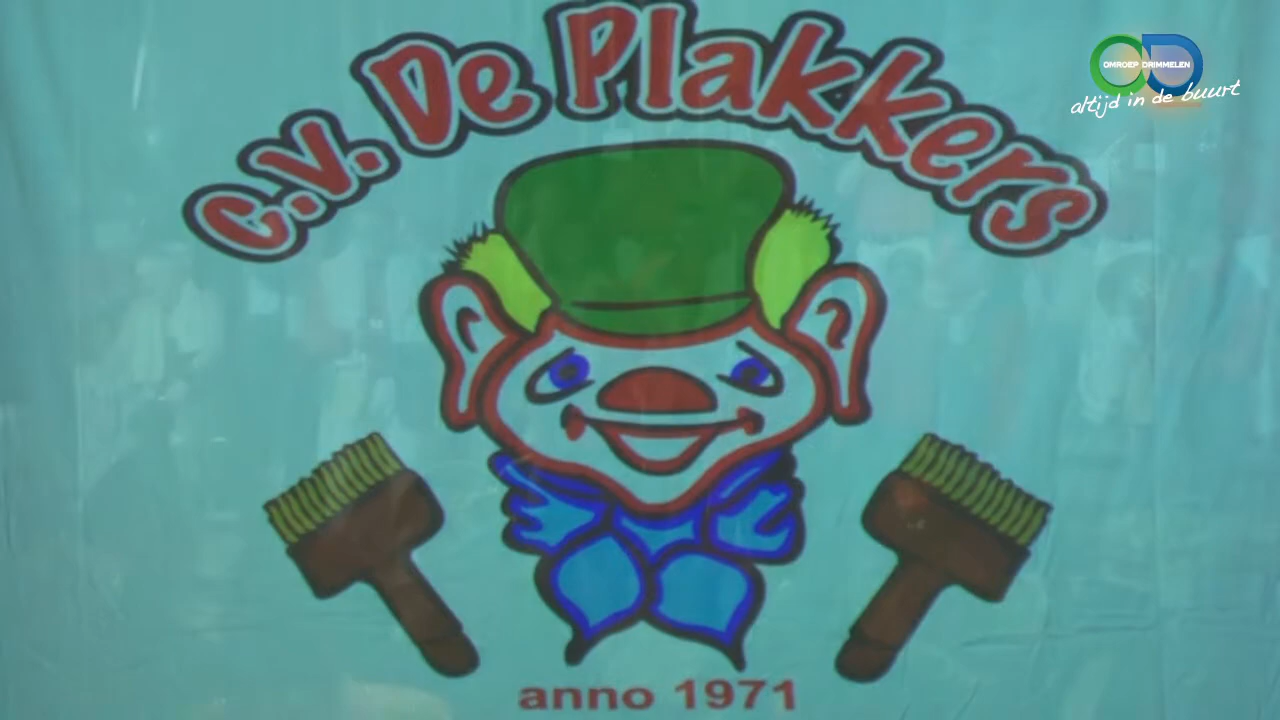 C.V. De Plakkers
OMROEP DRIMMELEN
altijd in de buurt
anno 1971